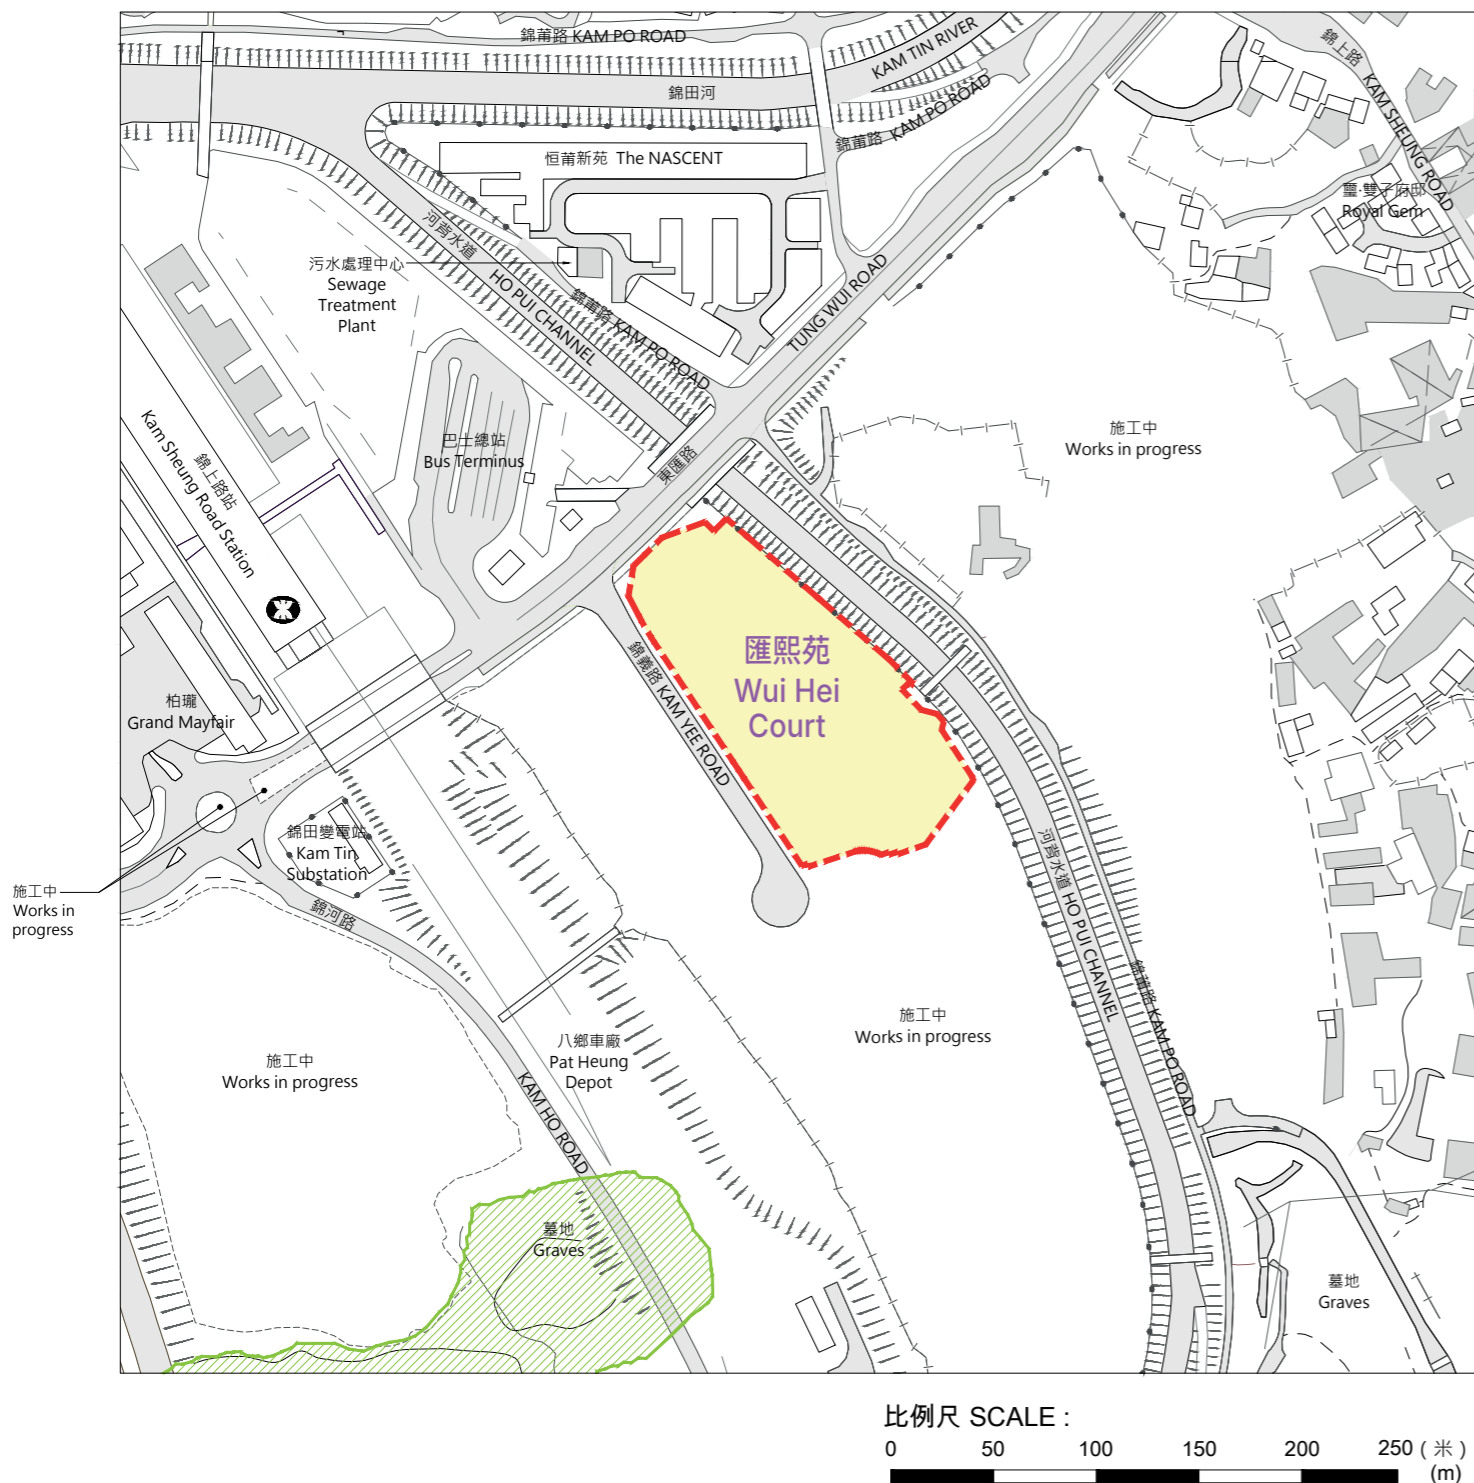 錦莆路 KAM PO ROAD
KAM TIN RIVER
錦田河
錦莆路 KAM PO ROAD
錦上路 KAM SHEUNG ROAD
恒莆新苑 The NASCENT
璽·雙子府邸
Royal Gem
河背水道 HO PUI CHANNEL
污水處理中心
Sewage
Treatment
Plant
錦莆路 KAM PO ROAD
TUNG WUI ROAD
東匯路
巴士總站
Bus Terminus
施工中
Works in progress
錦上路站
Kam Sheung Road Station
匯熙苑
Wui Hei
Court
錦義路 KAM YEE ROAD
柏瓏
Grand Mayfair
錦田變電站
Kam Tin
Substation
施工中
Works in
progress
錦河路
KAM HO ROAD
河背水道 HO PUI CHANNEL
錦莆路 KAM PO ROAD
施工中
Works in progress
八鄉車廠
Pat Heung
Depot
施工中
Works in progress
墓地
Graves
墓地
Graves
比例尺 SCALE :
0 50 100 150 200 250 ( 米 )
(m)